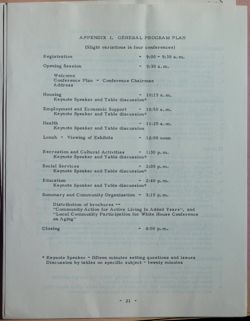 APPENDIX I. GENERAL PROGRAM PLAN
(Slight variations in four conferences)
Registration - 9:00 - 9:30 a.m.
Opening Session - 9:30 a.m.
Welcome
Conference Plan - Conference Chairman
Address
Housing - 10:15 a.m.
Keynote Speaker and Table discussion*
Employment and Economic Support - 10:50 a.m.
Keynote Speaker and Table discussion*
Health - 11:25 a.m.
Keynote Speaker and Table discussion*
Lunch - Viewing of Exhibits - 12:00 noon
Recreation and Cultural Activities - 1:30 p.m.
Keynote Speaker and Table discussion*
Social Services - 2:05 p.m.
Keynote Speaker and Table discussion*
Education - 2:40 p.m.
Keynote Speaker and Table discussion*
Summary and Community Organization - 3:15 p.m.
Distribution of brochures --
"Community Action for Active Living in Added Years", and
"Local Community Participation for White House Conference
on Aging"
Closing - 4:00 p.m.
* Keynote Speaker - fifteen minutes setting questions and issues
Discussion by tables on specific subject - twenty minutes
- 21 -